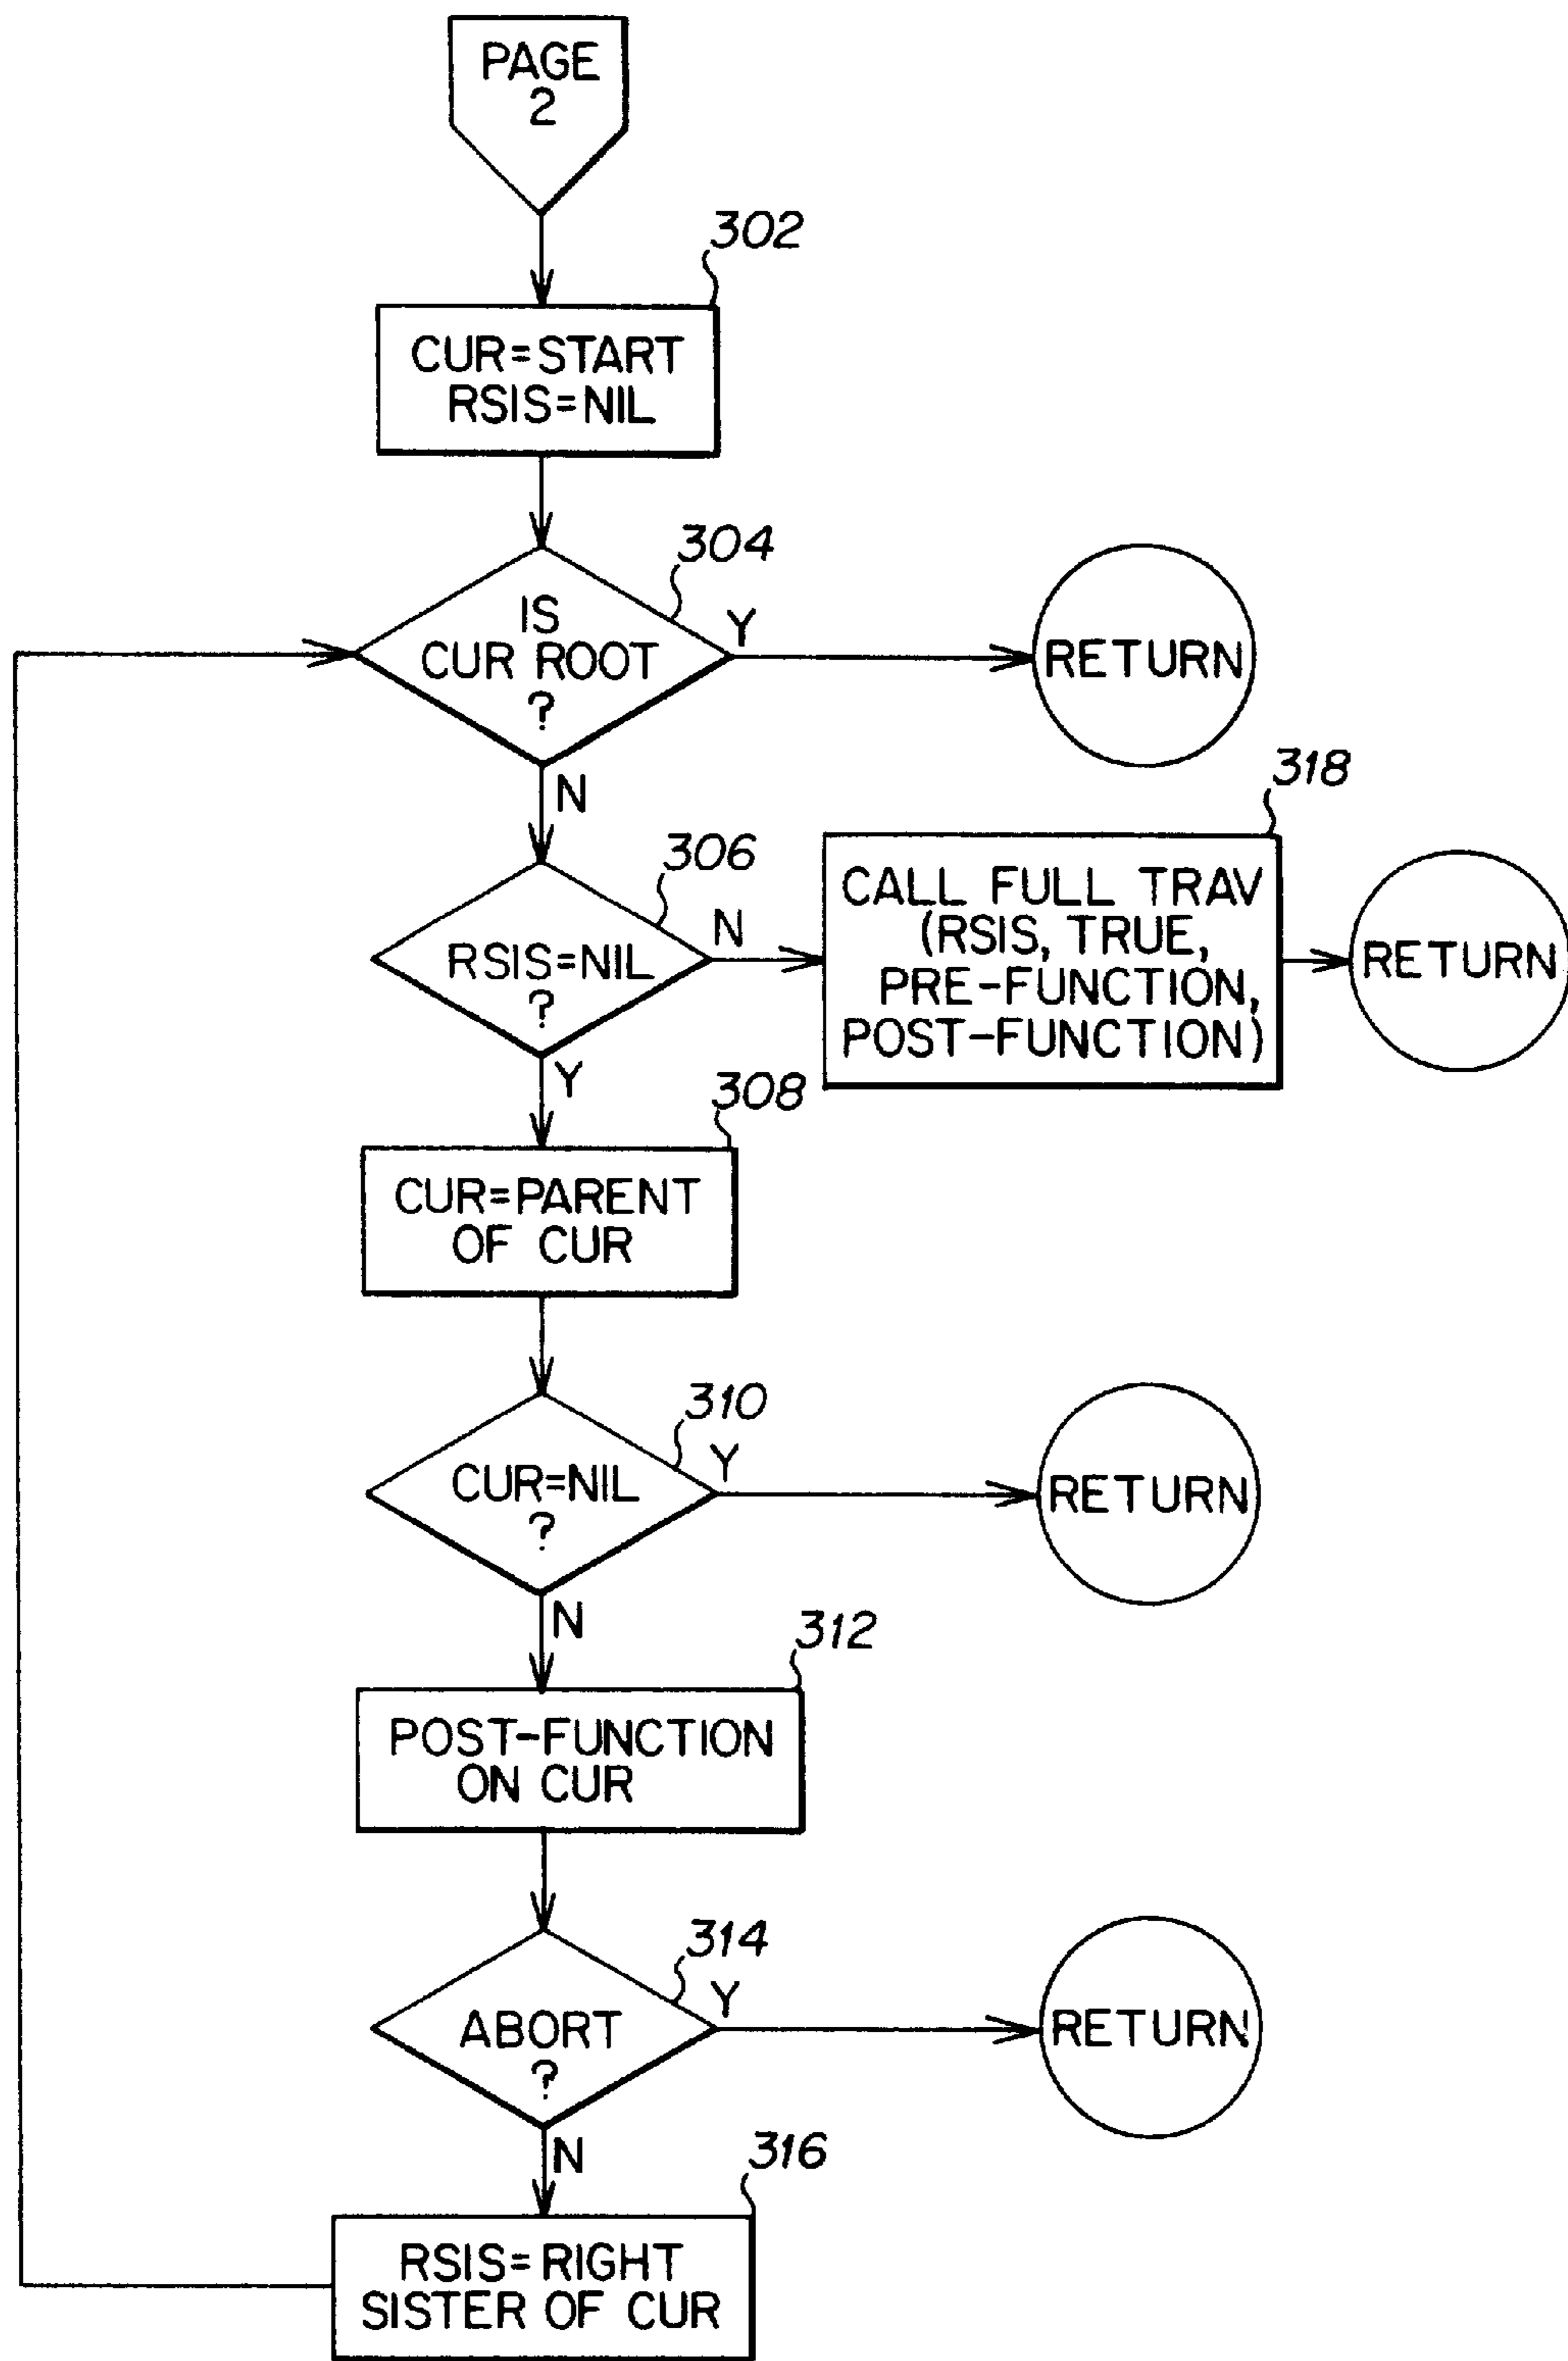 PAGE
2
302
CUR=START
RSIS=NIL
304
IS
CUR ROOT
?
Y
RETURN
N
318
306
RSIS=NIL
?
N
CALL FULL TRAV
(RSIS, TRUE,
PRE-FUNCTION,
POST-FUNCTION)
RETURN
Y
308
CUR=PARENT
OF CUR
310
CUR=NIL
?
Y
RETURN
N
312
POST-FUNCTION
ON CUR
314
ABORT
?
Y
RETURN
N
316
RSIS=RIGHT
SISTER OF CUR